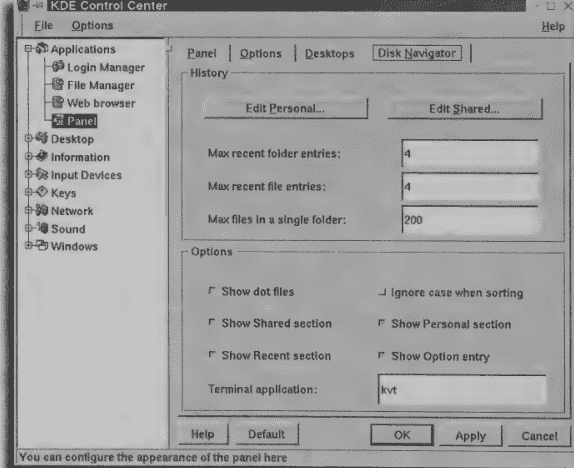 KDE Control Center
File Options Help
Applications
Login Manager
File Manager
Web browser
Panel
Desktop
Information
Input Devices
Keys
Network
Sound
Windows
Panel Options Desktops Disk Navigator
History
Edit Personal... Edit Shared...
Max recent folder entries: 4
Max recent file entries: 4
Max files in a single folder: 200
Options
Show dot files Ignore case when sorting
Show Shared section Show Personal section
Show Recent section Show Option entry
Terminal application: kvt
Help Default OK Apply Cancel
You can configure the appearance of the panel here